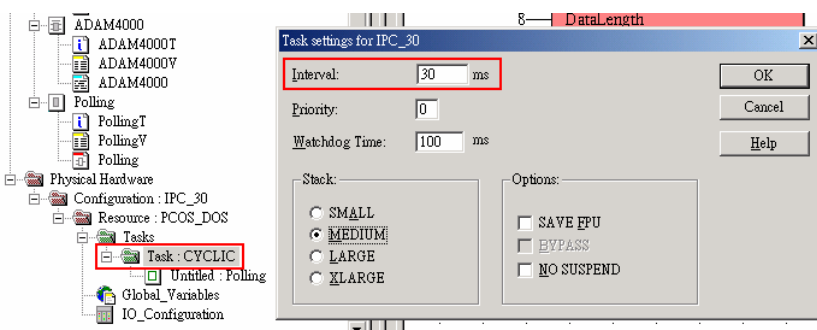 ADAM4000
ADAM4000T
ADAM4000V
ADAM4000
Polling
PollingT
PollingV
Polling
Physical Hardware
Configuration : IPC_30
Resource : PCOS_DOS
Tasks
Task : CYCLIC
Untitled : Polling
Global_Variables
IO_Configuration
8
DataLength
Task settings for IPC_30
Interval:
30 ms
OK
Priority:
0
Cancel
Watchdog Time:
100 ms
Help
Stack:
SMALL
MEDIUM
LARGE
XLARGE
Options:
SAVE FPU
BYPASS
NO SUSPEND